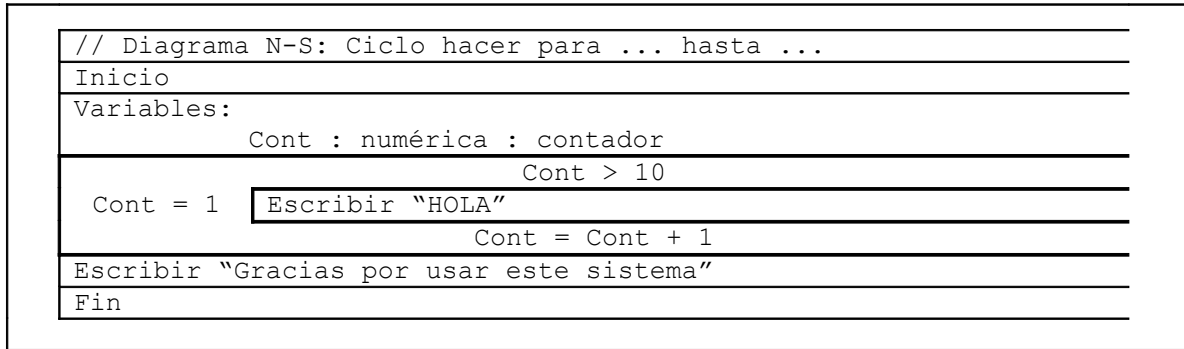 // Diagrama N-S: Ciclo hacer para ... hasta ...
Inicio
Variables:
Cont : numérica : contador
Cont > 10
Cont = 1
Escribir “HOLA”
Cont = Cont + 1
Escribir “Gracias por usar este sistema”
Fin